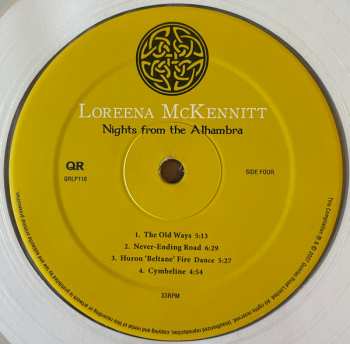 LOREENA MCKENNITT
Nights from the Alhambra
QR
QRLP110
SIDE FOUR
1. The Old Ways 5:13
2. Never-Ending Road 6:29
3. Huron 'Beltane' Fire Dance 5:27
4. Cymbeline 4:54
33RPM